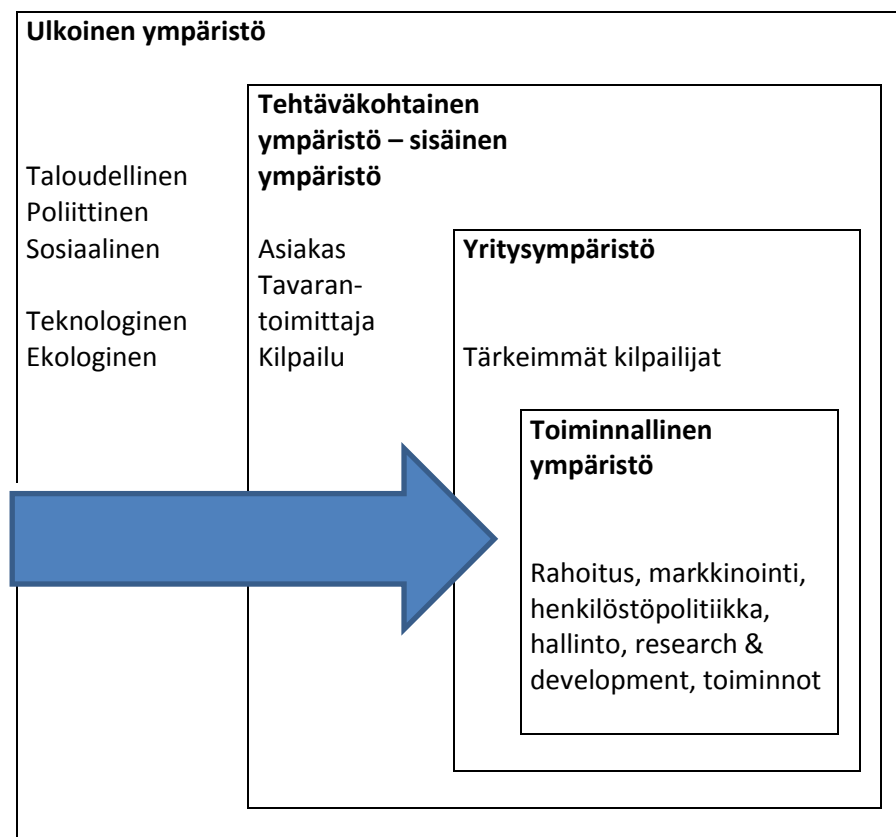 Ulkoinen ympäristö
Taloudellinen
Poliittinen
Sosiaalinen
Teknologinen
Ekologinen
Tehtäväkohtainen
ympäristö – sisäinen
ympäristö
Asiakas
Tavaran-
toimittaja
Kilpailu
Yritysympäristö
Tärkeimmät kilpailijat
Toiminnallinen
ympäristö
Rahoitus, markkinointi,
henkilöstöpolitiikka,
hallinto, research &
development, toiminnot